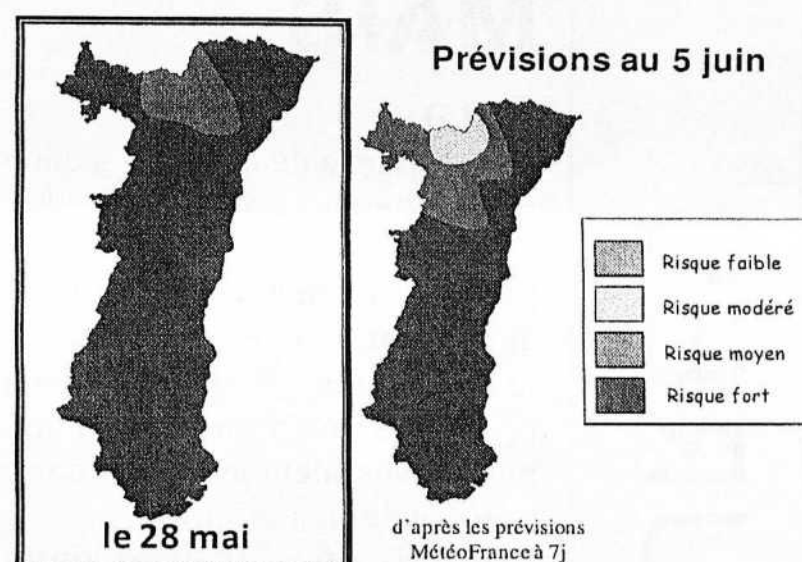 Prévisions au 5 juin
Risque faible
Risque modéré
Risque moyen
Risque fort
le 28 mai
d'après les prévisions
MétéoFrance à 7j